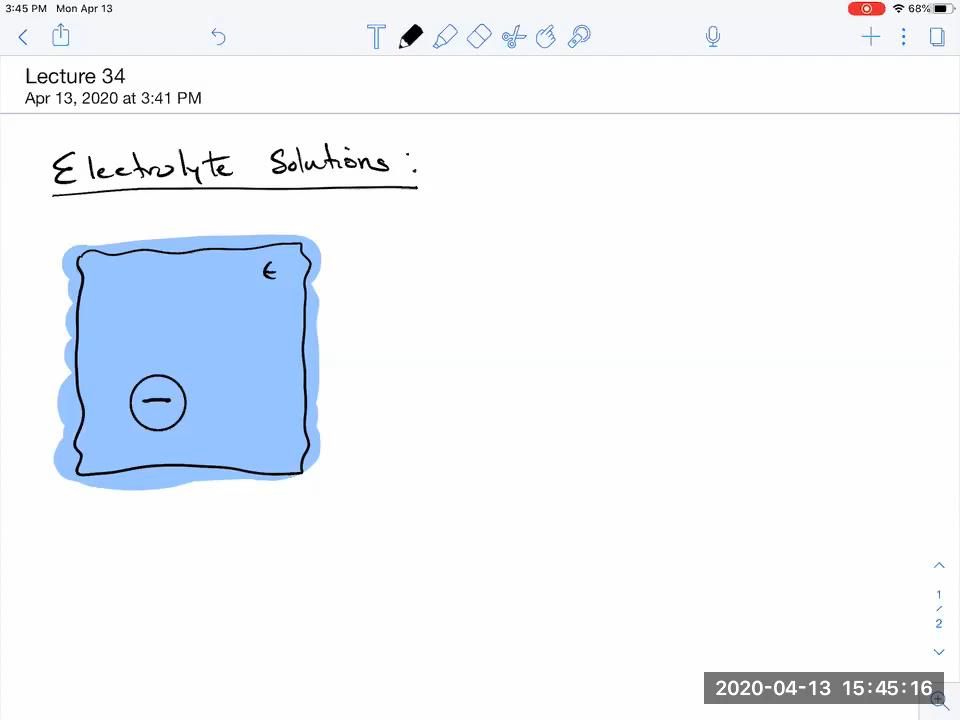 3:45 PM Mon Apr 13 68%
T
Lecture 34
Apr 13, 2020 at 3:41 PM
Electrolyte Solutions:
ϵ
−
1
/
2
2020-04-13 15:45:16